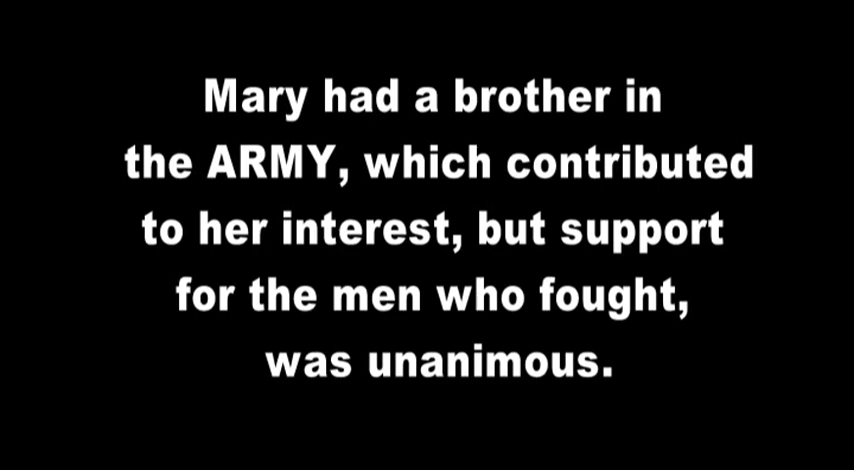 Mary had a brother in
the ARMY, which contributed
to her interest, but support
for the men who fought,
was unanimous.